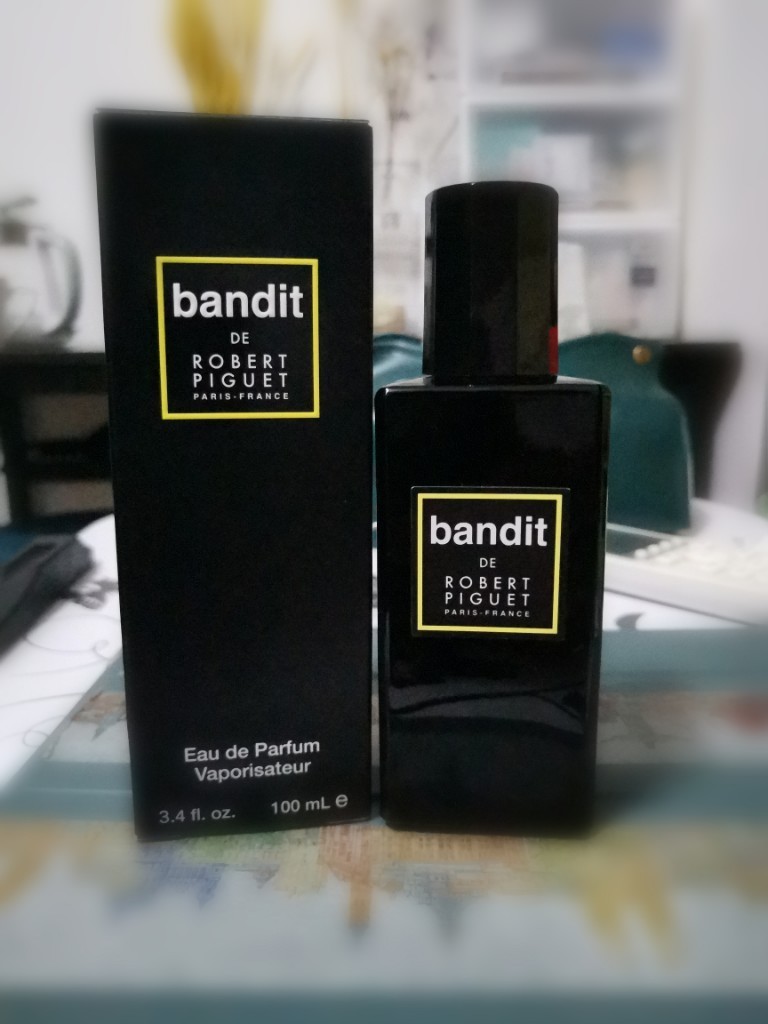 bandit
DE
ROBERT
PIGUET
PARIS-FRANCE
Eau de Parfum
Vaporisateur
3.4 fl. oz. 100 mL e
bandit
DE
ROBERT
PIGUET
PARIS-FRANCE